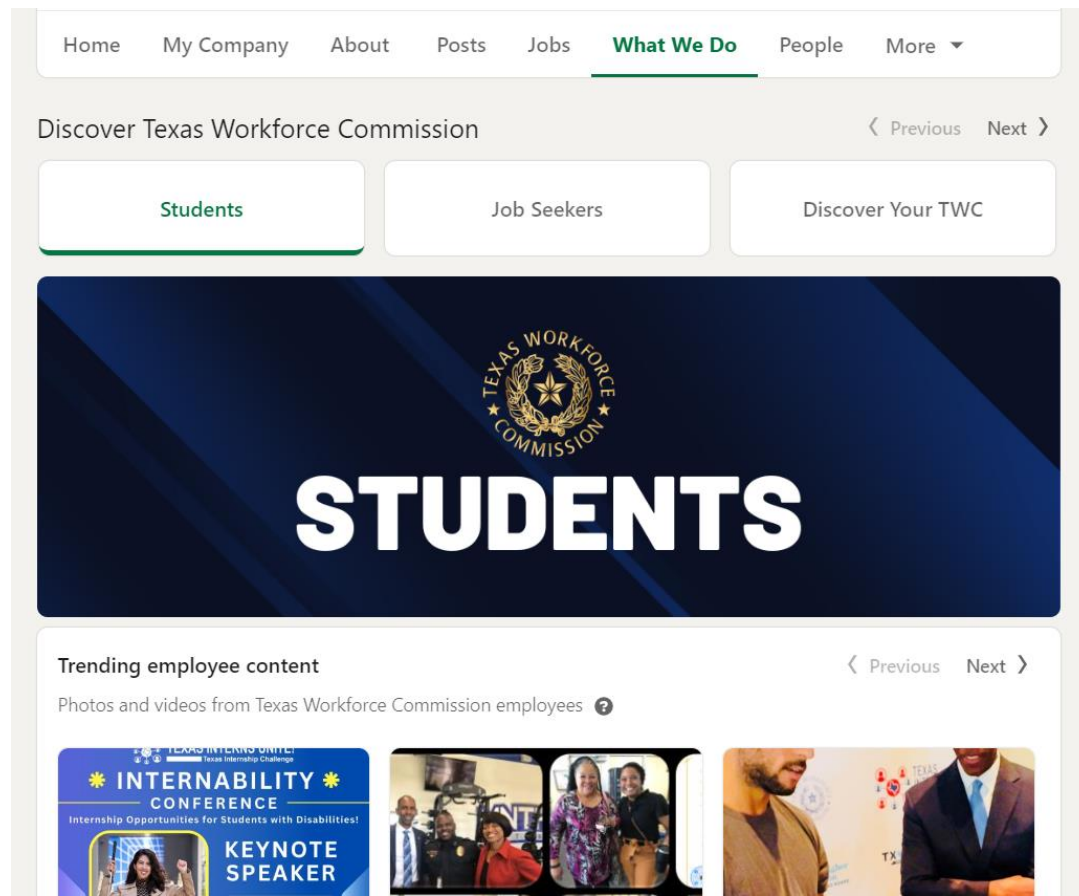 Home My Company About Posts Jobs What We Do People More
Discover Texas Workforce Commission
Previous Next
Students Job Seekers Discover Your TWC
TEXAS WORKFORCE COMMISSION
STUDENTS
Trending employee content
Previous Next
Photos and videos from Texas Workforce Commission employees ?
TEXAS INTERNS UNITE!
Texas Internship Challenge
INTERNABILITY
CONFERENCE
Internship Opportunities for Students with Disabilities!
KEYNOTE
SPEAKER
TEXAS